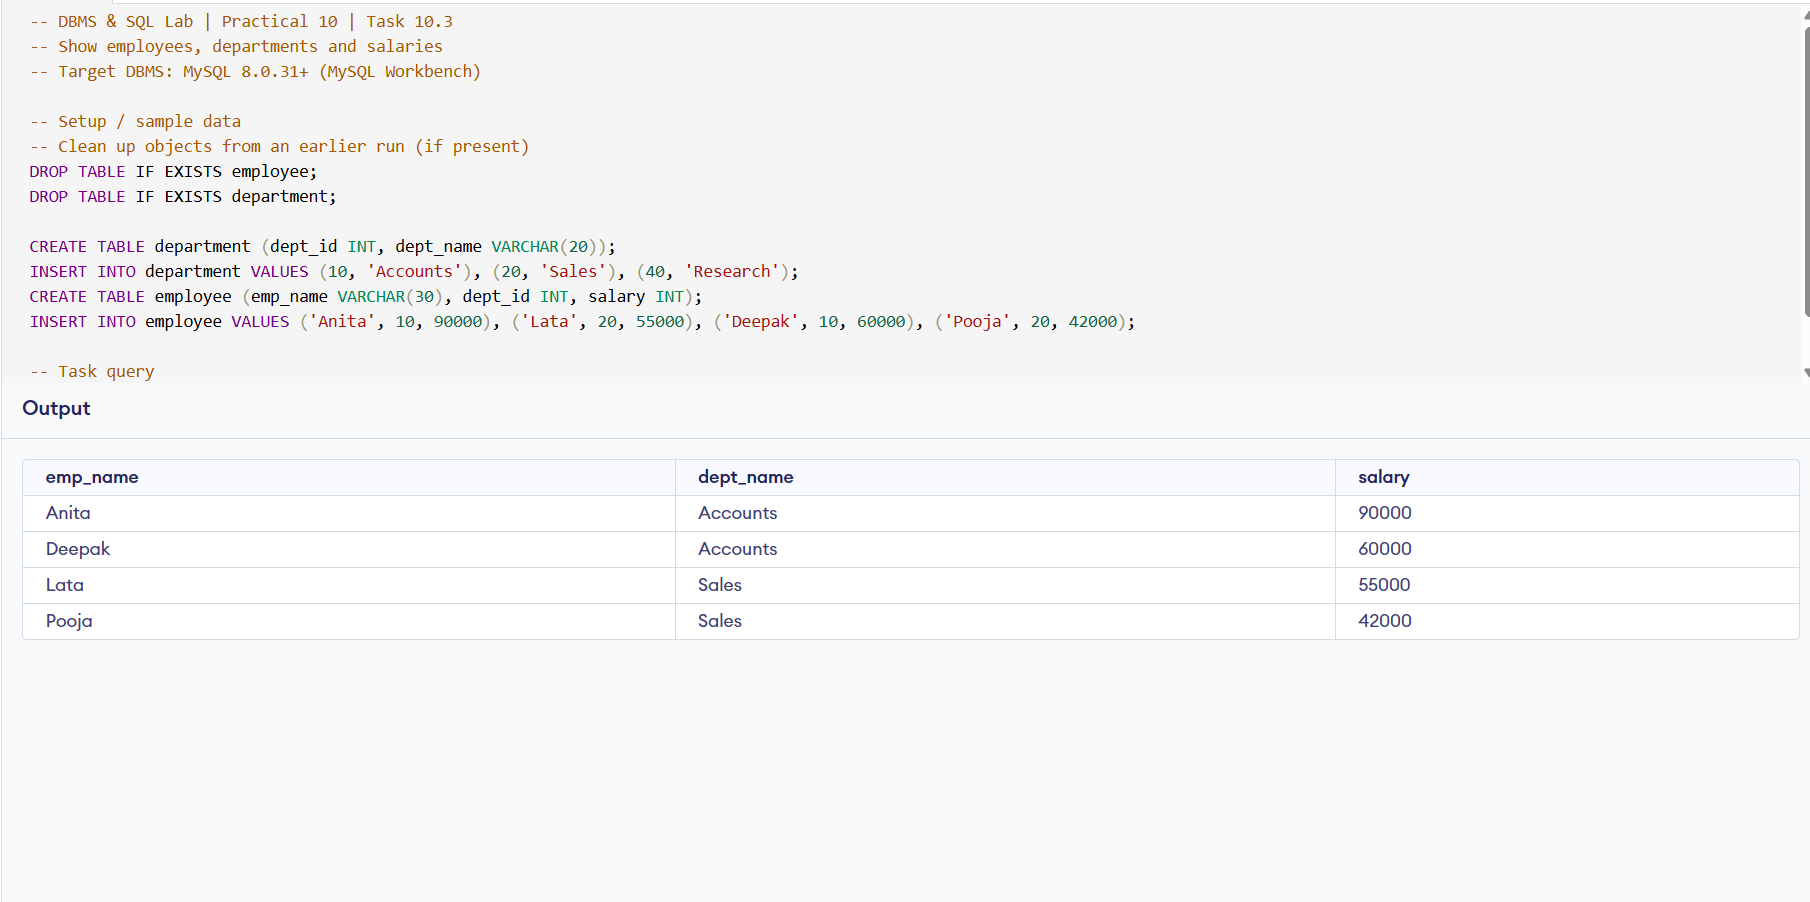 -- DBMS & SQL Lab | Practical 10 | Task 10.3
-- Show employees, departments and salaries
-- Target DBMS: MySQL 8.0.31+ (MySQL Workbench)
-- Setup / sample data
-- Clean up objects from an earlier run (if present)
DROP TABLE IF EXISTS employee;
DROP TABLE IF EXISTS department;
CREATE TABLE department (dept_id INT, dept_name VARCHAR(20));
INSERT INTO department VALUES (10, 'Accounts'), (20, 'Sales'), (40, 'Research');
CREATE TABLE employee (emp_name VARCHAR(30), dept_id INT, salary INT);
INSERT INTO employee VALUES ('Anita', 10, 90000), ('Lata', 20, 55000), ('Deepak', 10, 60000), ('Pooja', 20, 42000);
-- Task query
Output
emp_name dept_name salary
Anita Accounts 90000
Deepak Accounts 60000
Lata Sales 55000
Pooja Sales 42000